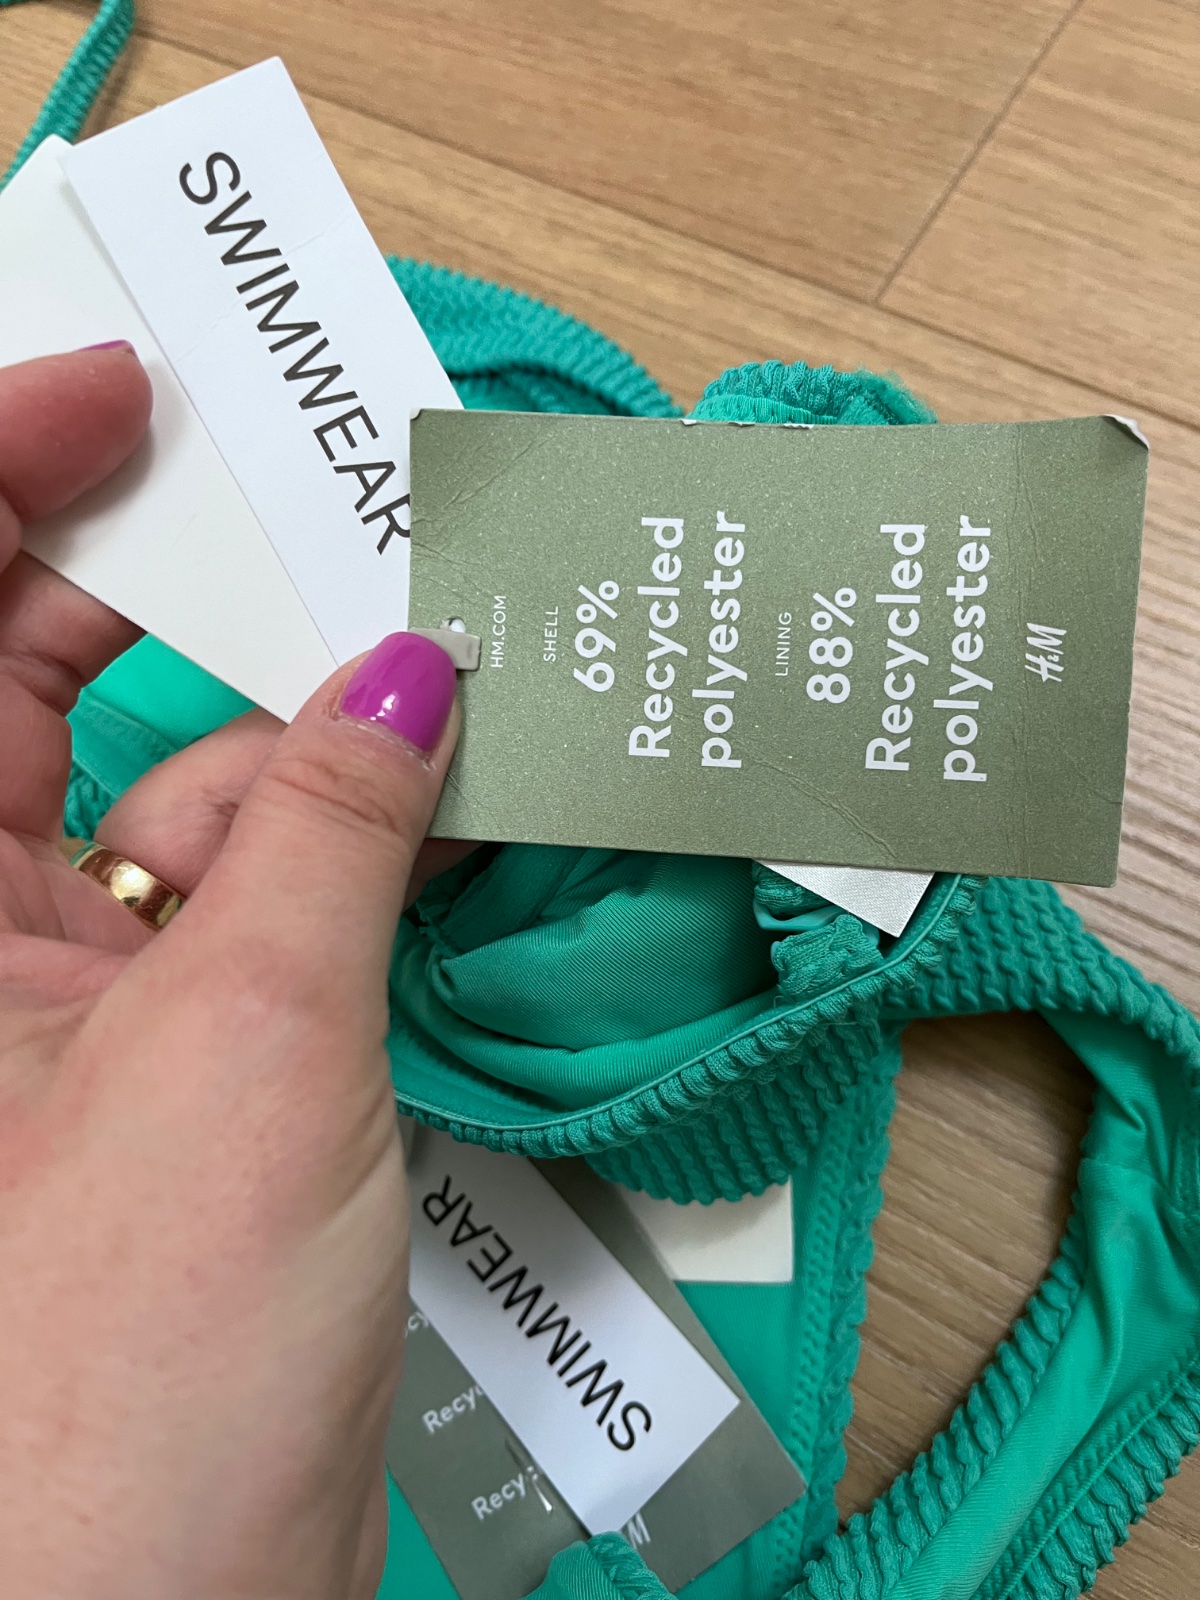 SWIMWEAR
HM.COM
SHELL
69%
Recycled
polyester
LINING
88%
Recycled
polyester
H&M
SWIMWEAR